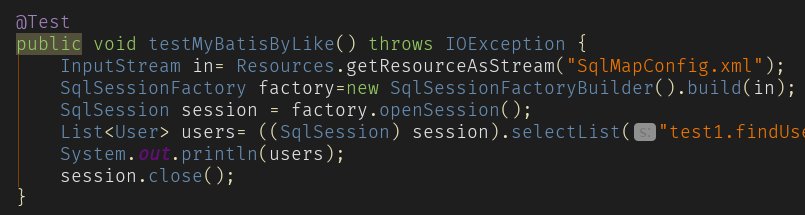 @Test
public void testMyBatisByLike() throws IOException {
InputStream in= Resources.getResourceAsStream("SqlMapConfig.xml");
SqlSessionFactory factory=new SqlSessionFactoryBuilder().build(in);
SqlSession session = factory.openSession();
List<User> users= ((SqlSession) session).selectList( s: "test1.findUse
System.out.println(users);
session.close();
}